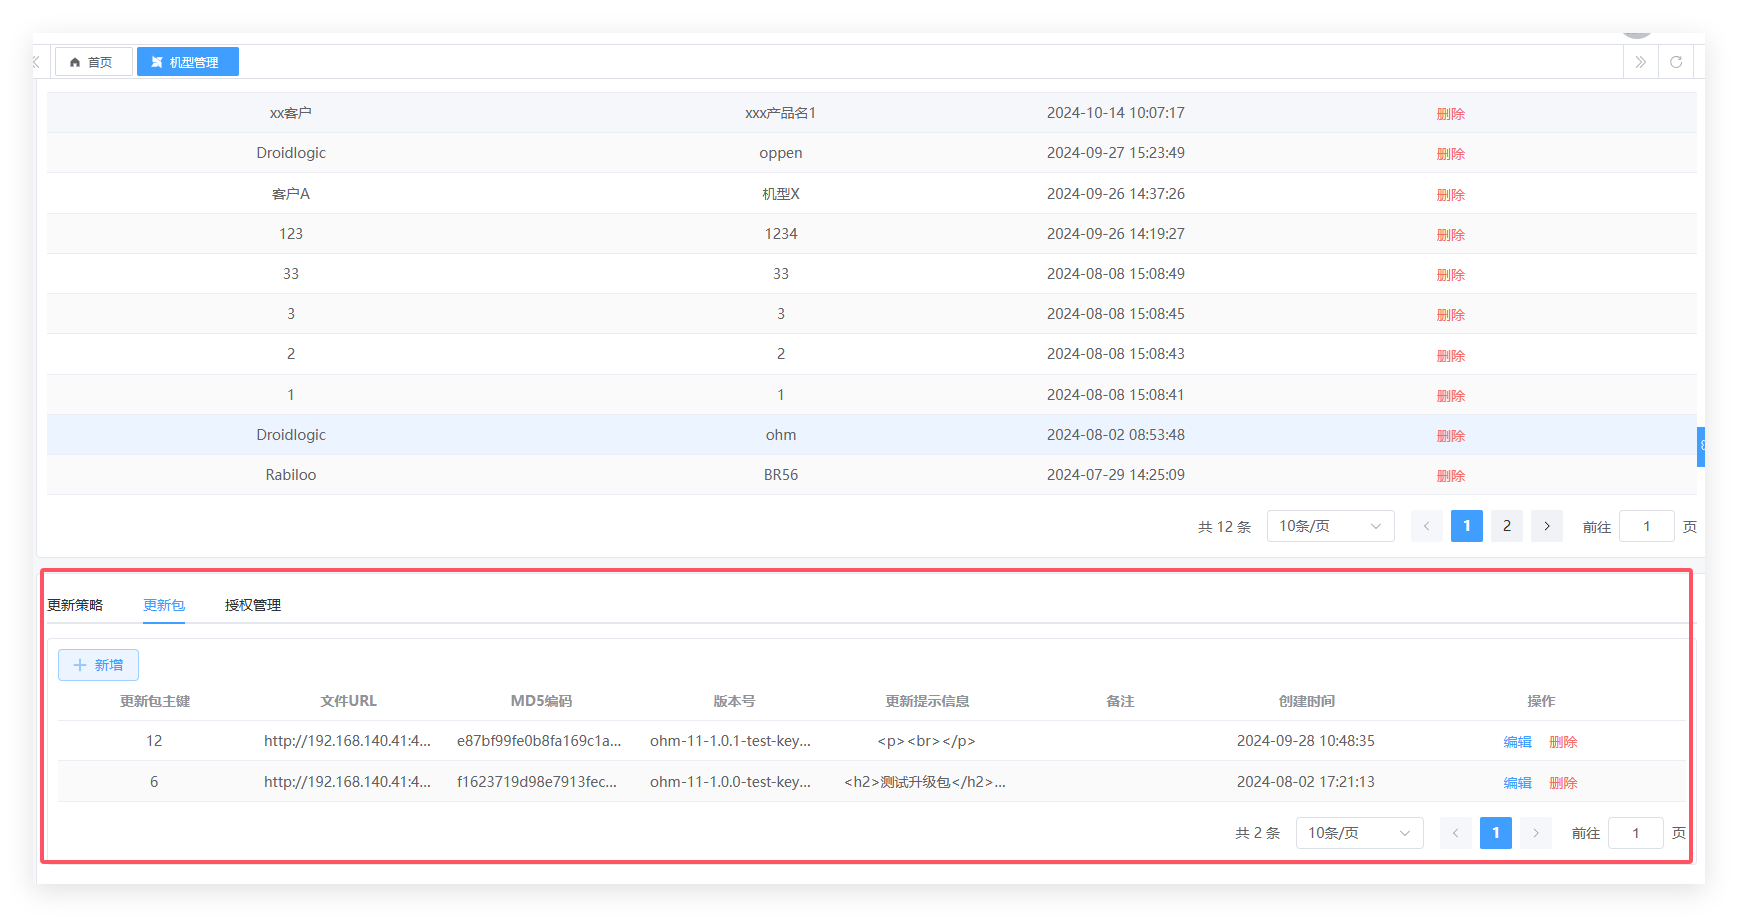 首页 机型管理
xx客户 xxx产品名1 2024-10-14 10:07:17 删除
Droidlogic oppen 2024-09-27 15:23:49 删除
客户A 机型X 2024-09-26 14:37:26 删除
123 1234 2024-09-26 14:19:27 删除
33 33 2024-08-08 15:08:49 删除
3 3 2024-08-08 15:08:45 删除
2 2 2024-08-08 15:08:43 删除
1 1 2024-08-08 15:08:41 删除
Droidlogic ohm 2024-08-02 08:53:48 删除
Rabiloo BR56 2024-07-29 14:25:09 删除
共 12 条 10条/页 1 2 前往 1 页
更新策略 更新包 授权管理
新增
更新包主键 文件URL MD5编码 版本号 更新提示信息 备注 创建时间 操作
12 http://192.168.140.41:4... e87bf99fe0b8fa169c1a... ohm-11-1.0.1-test-key... <p><br></p> 2024-09-28 10:48:35 编辑 删除
6 http://192.168.140.41:4... f1623719d98e7913fec... ohm-11-1.0.0-test-key... <h2>测试升级包</h2>... 2024-08-02 17:21:13 编辑 删除
共 2 条 10条/页 1 前往 1 页